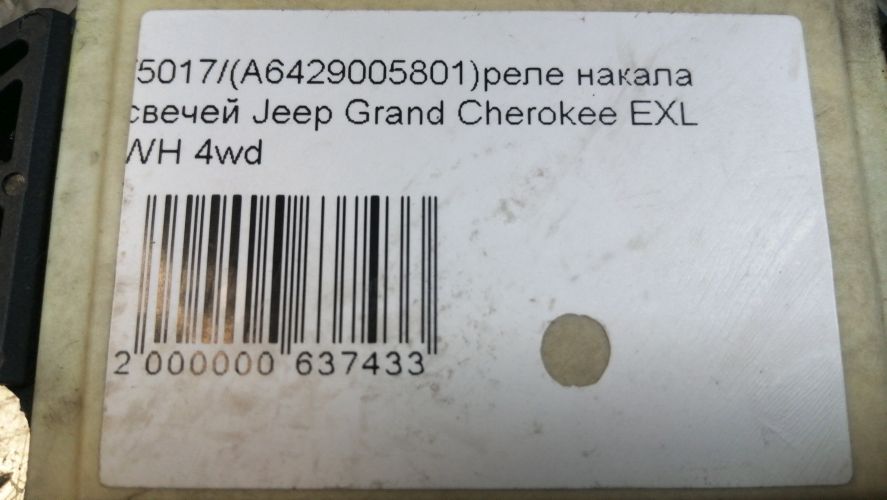 5017/(A6429005801)реле накала
свечей Jeep Grand Cherokee EXL
WH 4wd
2 000000 637433